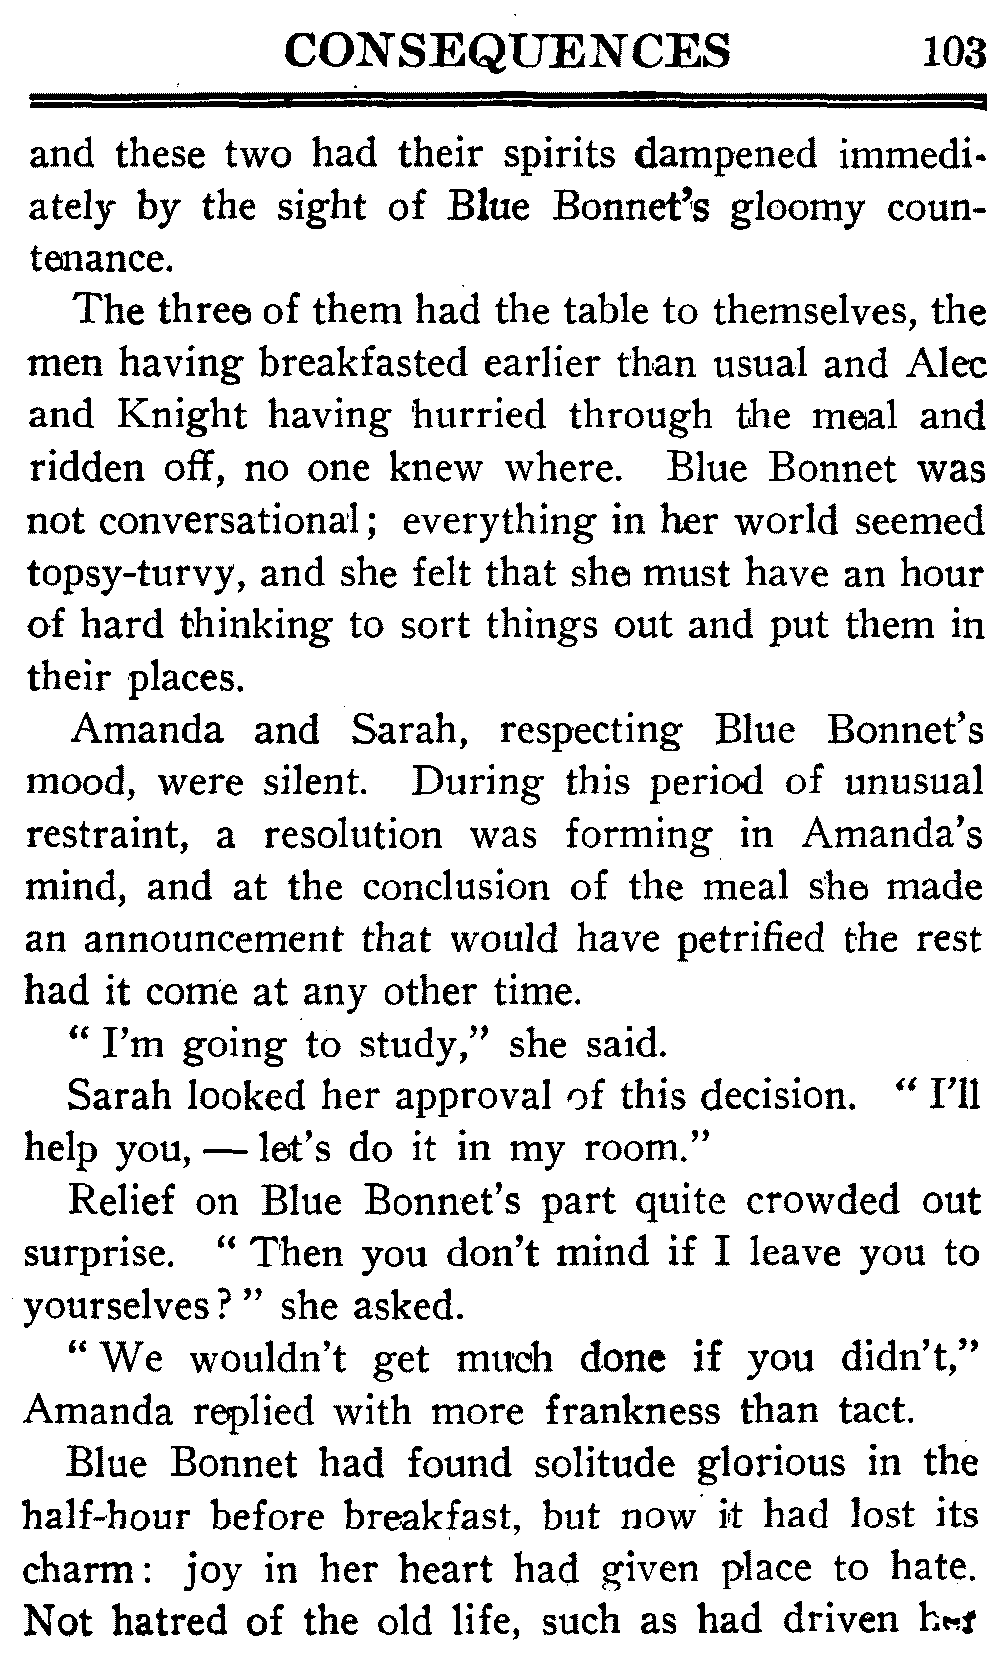 CONSEQUENCES 103
and these two had their spirits dampened immedi-
ately by the sight of Blue Bonnet's gloomy coun-
tenance.
The three of them had the table to themselves, the
men having breakfasted earlier than usual and Alec
and Knight having hurried through the meal and
ridden off, no one knew where. Blue Bonnet was
not conversational; everything in her world seemed
topsy-turvy, and she felt that she must have an hour
of hard thinking to sort things out and put them in
their places.
Amanda and Sarah, respecting Blue Bonnet's
mood, were silent. During this period of unusual
restraint, a resolution was forming in Amanda's
mind, and at the conclusion of the meal she made
an announcement that would have petrified the rest
had it come at any other time.
" I'm going to study," she said.
Sarah looked her approval of this decision. " I'll
help you, — let's do it in my room."
Relief on Blue Bonnet's part quite crowded out
surprise. " Then you don't mind if I leave you to
yourselves? " she asked.
" We wouldn't get much done if you didn't,"
Amanda replied with more frankness than tact.
Blue Bonnet had found solitude glorious in the
half-hour before breakfast, but now it had lost its
charm: joy in her heart had given place to hate.
Not hatred of the old life, such as had driven her